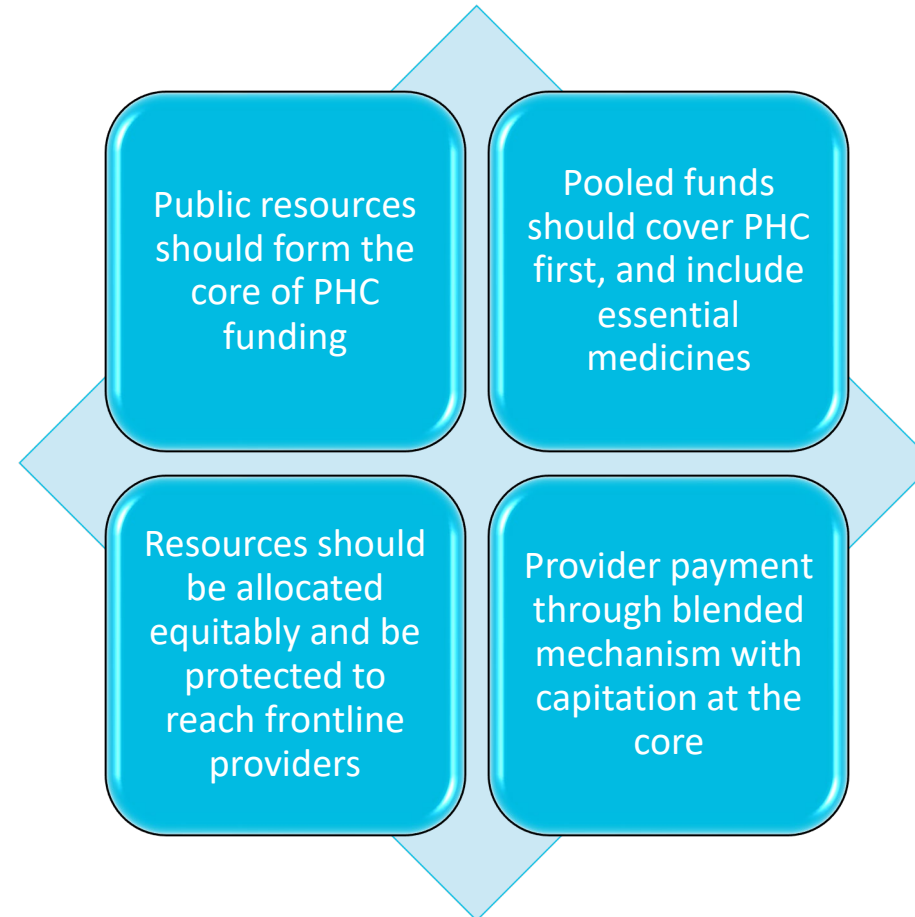 Public resources
should form the
core of PHC
funding
Pooled funds
should cover PHC
first, and include
essential
medicines
Resources should
be allocated
equitably and be
protected to
reach frontline
providers
Provider payment
through blended
mechanism with
capitation at the
core